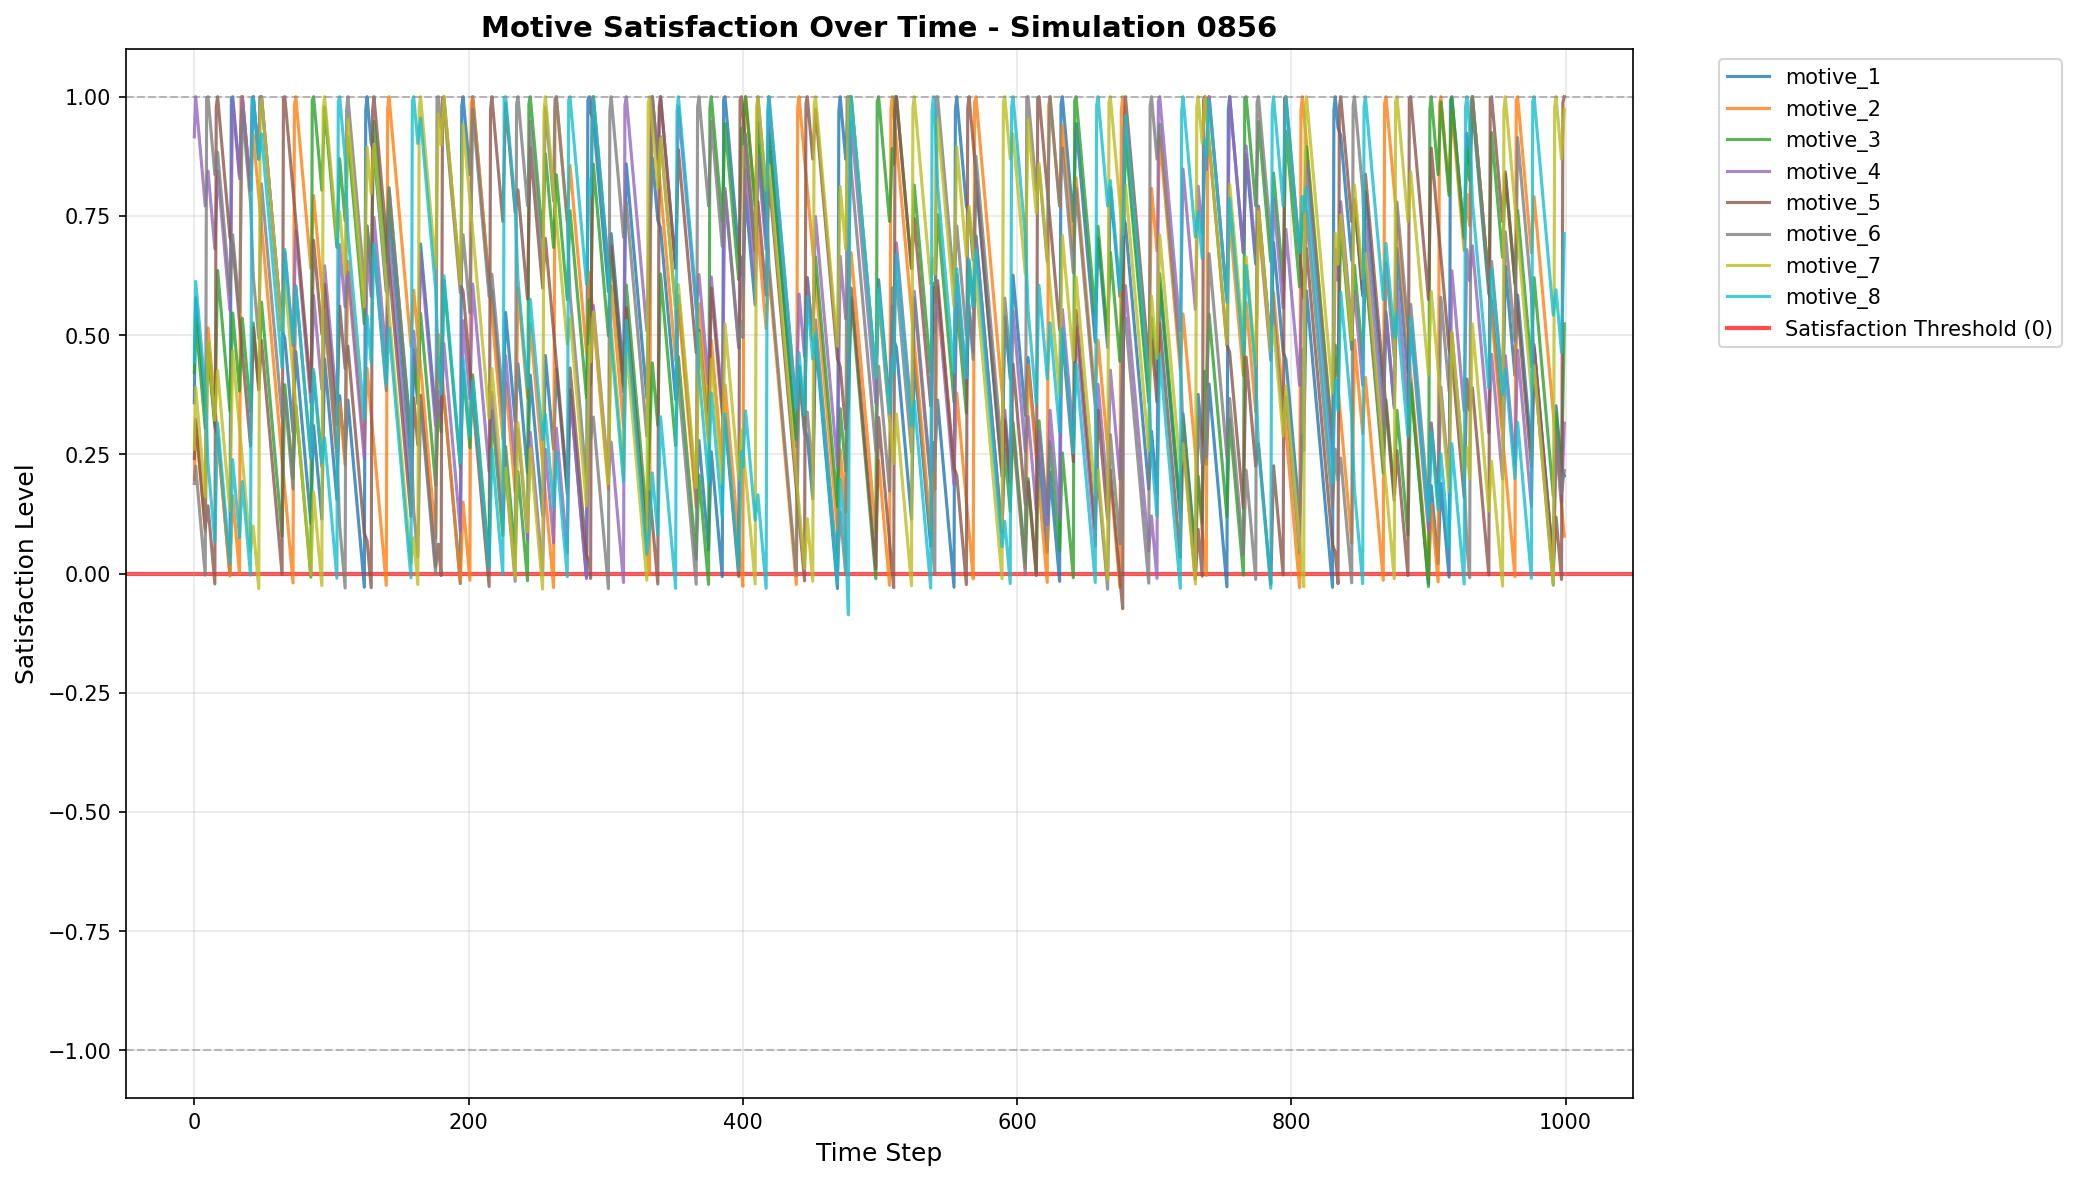 Motive Satisfaction Over Time - Simulation 0856
Satisfaction Level
1.00
0.75
0.50
0.25
0.00
−0.25
−0.50
−0.75
−1.00
0
200
400
600
800
1000
Time Step
motive_1
motive_2
motive_3
motive_4
motive_5
motive_6
motive_7
motive_8
Satisfaction Threshold (0)